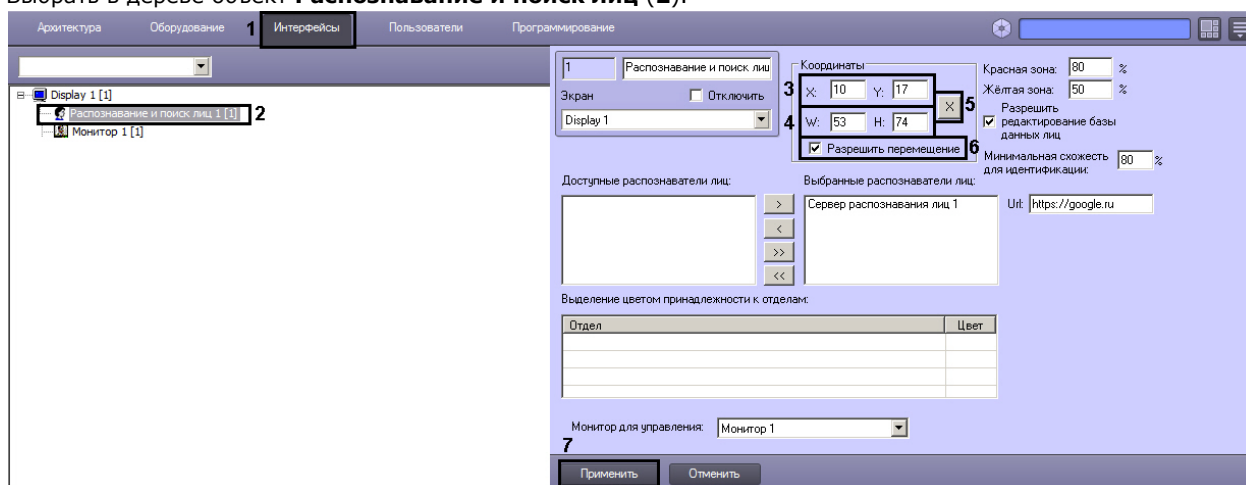 Выбрать в дереве объект Распознавание и поиск лиц (2).
Архитектура Оборудование 1 Интерфейсы Пользователи Программирование
Display 1 [1]
Распознавание и поиск лиц 1 [1] 2
Монитор 1 [1]
1 Распознавание и поиск лиц
Экран Отключить
Display 1
Координаты
3 X: 10 Y: 17
4 W: 53 H: 74
X 5
Разрешить перемещение 6
Красная зона: 80 %
Жёлтая зона: 50 %
Разрешить
редактирование базы
данных лиц
Минимальная схожесть 80 %
для идентификации:
Доступные распознаватели лиц: Выбранные распознаватели лиц:
> Сервер распознавания лиц 1 Url: https://google.ru
<
>>
<<
Выделение цветом принадлежности к отделам:
Отдел Цвет
Монитор для управления: Монитор 1
7
Применить Отменить